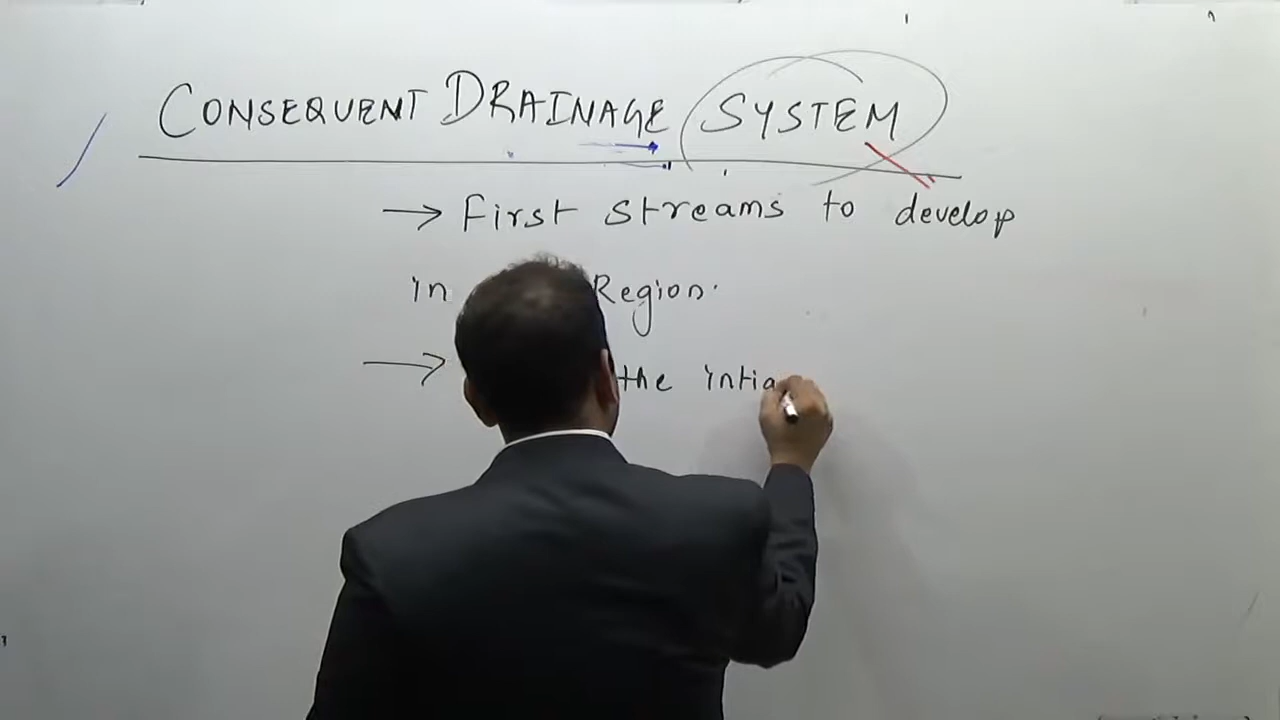 CONSEQUENT DRAINAGE SYSTEM
→ First streams to develop
in Region.
→ the intia